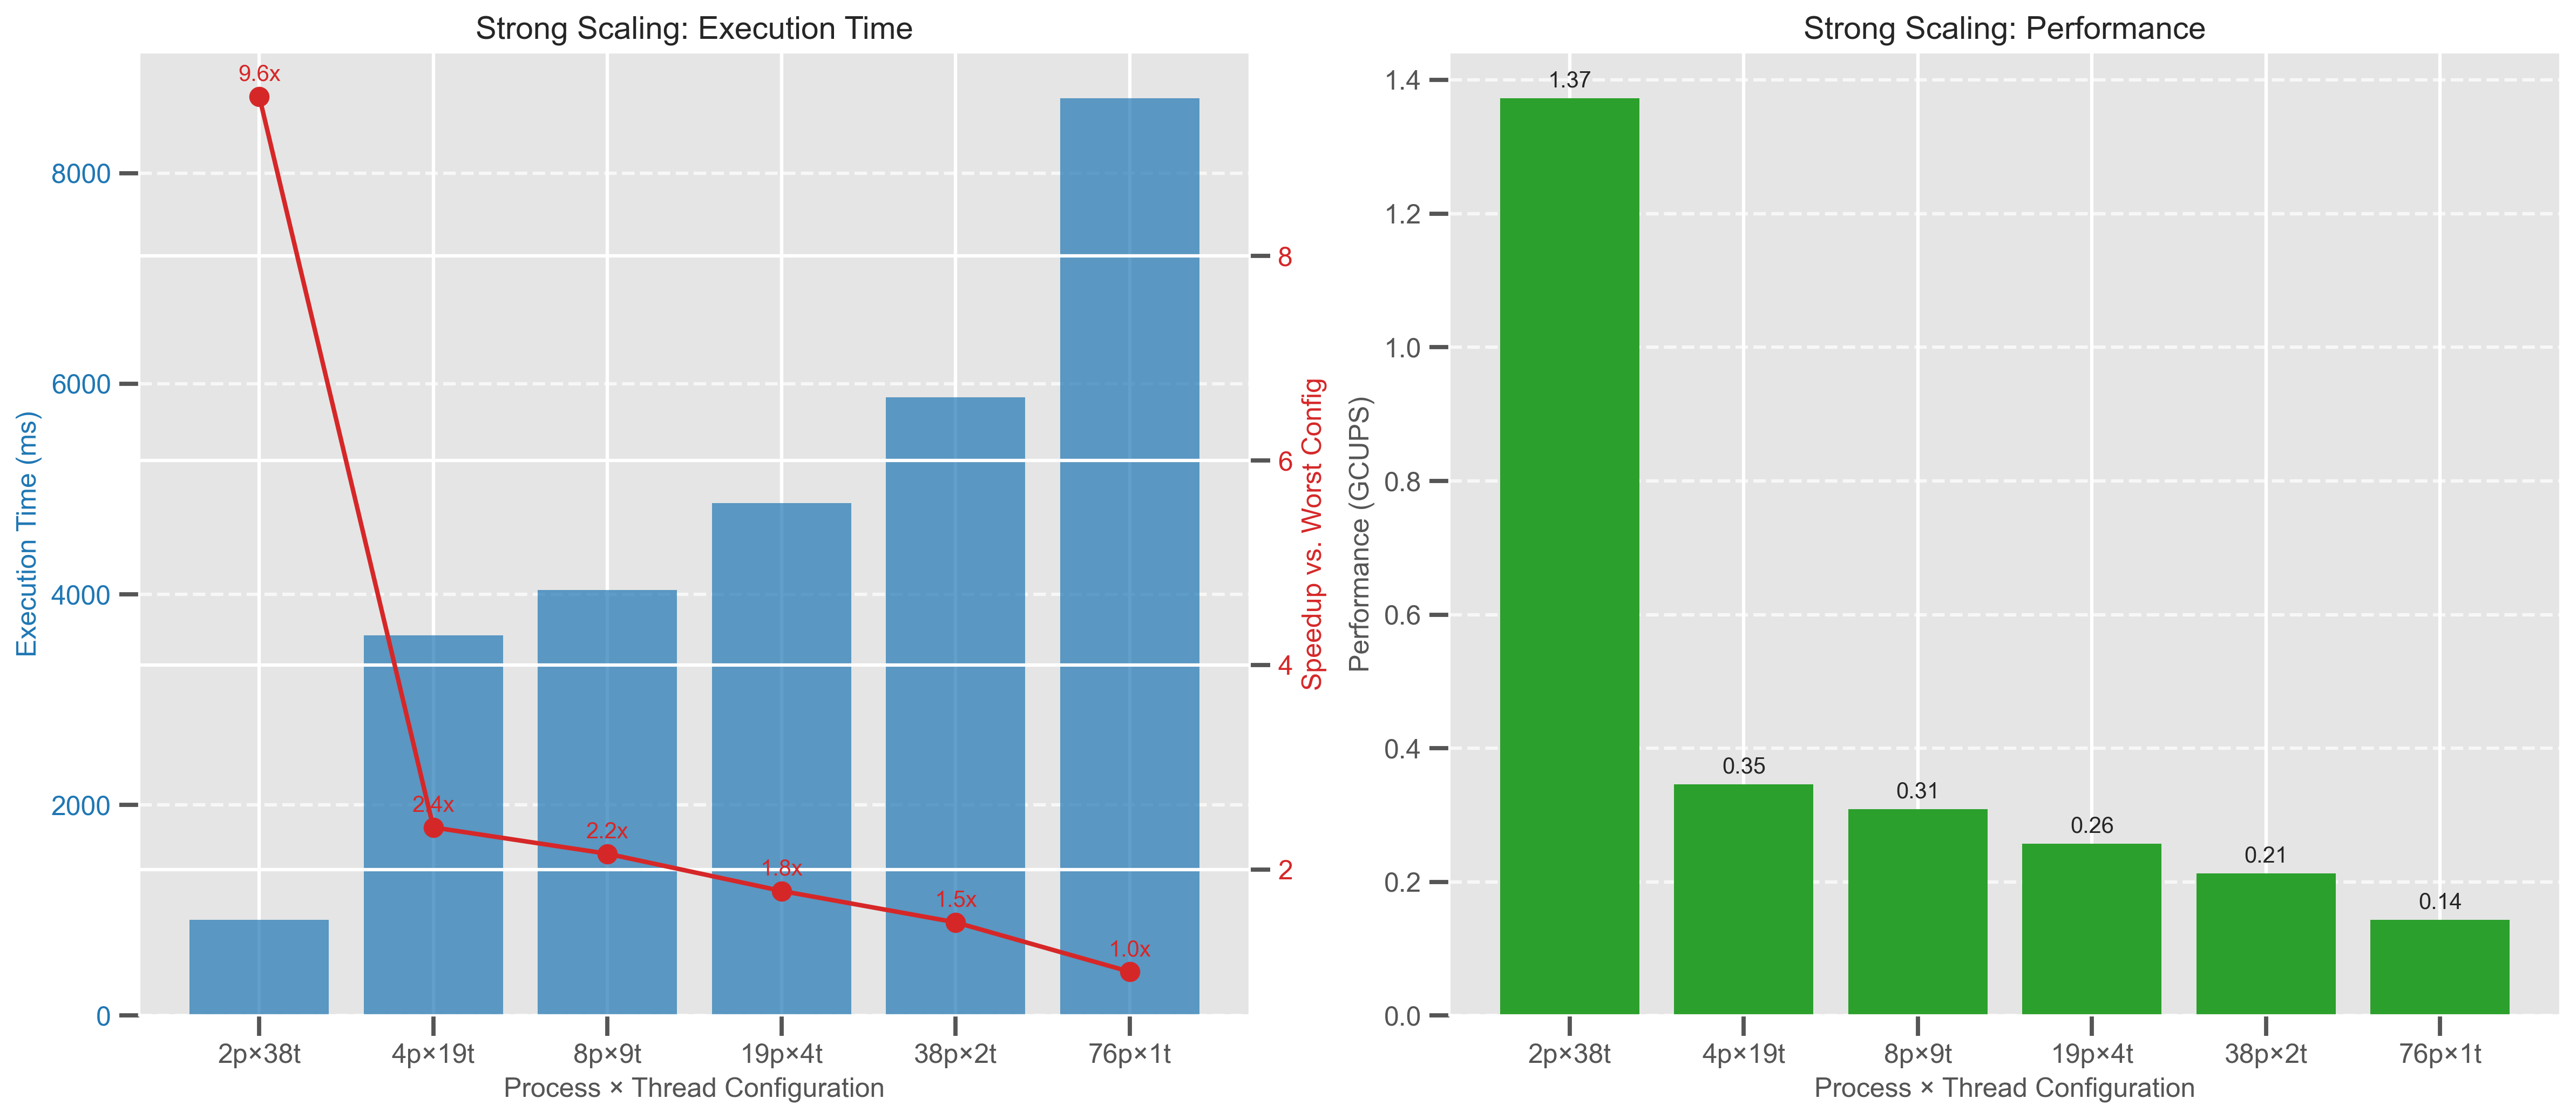 Strong Scaling: Execution Time
9.6x
2.4x
2.2x
1.8x
1.5x
1.0x
8000
6000
4000
2000
0
Execution Time (ms)
8
6
4
2
Speedup vs. Worst Config
2p×38t
4p×19t
8p×9t
19p×4t
38p×2t
76p×1t
Process × Thread Configuration
Strong Scaling: Performance
1.37
0.35
0.31
0.26
0.21
0.14
1.4
1.2
1.0
0.8
0.6
0.4
0.2
0.0
Performance (GCUPS)
2p×38t
4p×19t
8p×9t
19p×4t
38p×2t
76p×1t
Process × Thread Configuration